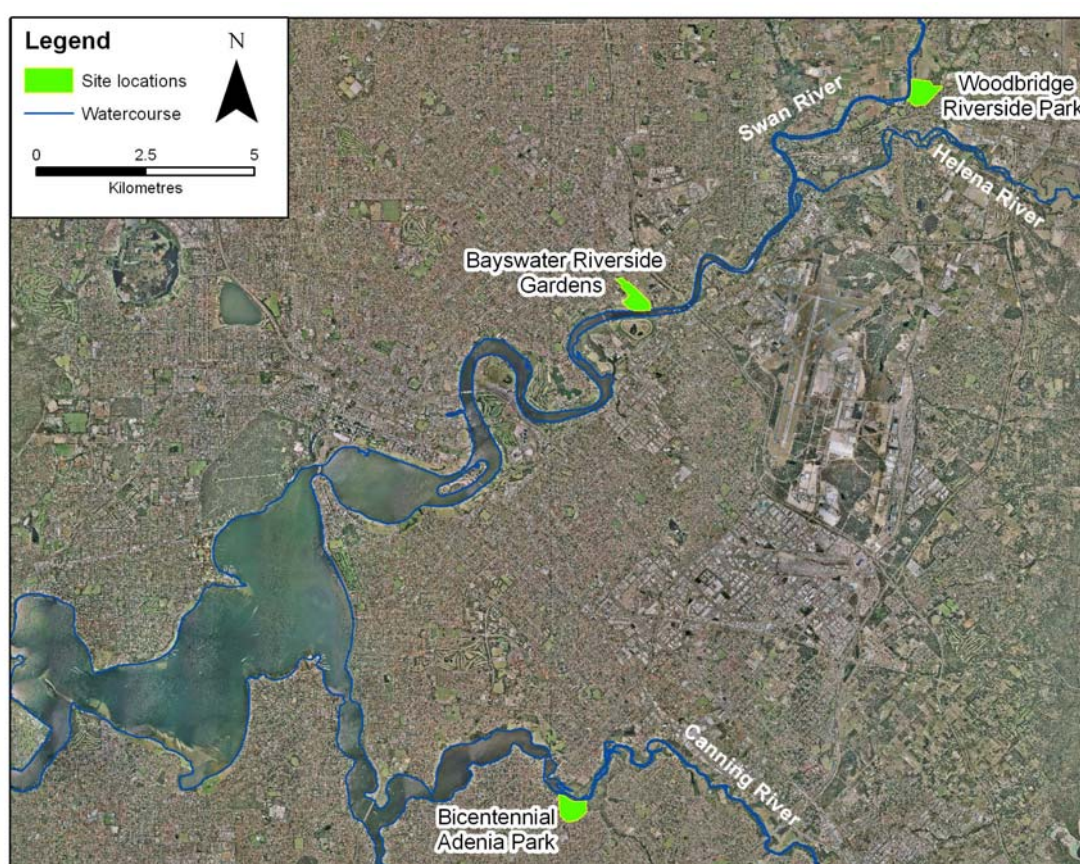 Legend
N
Site locations
Watercourse
0 2.5 5
Kilometres
Woodbridge
Riverside Park
Swan River
Helena River
Bayswater Riverside
Gardens
Canning River
Bicentennial
Adenia Park